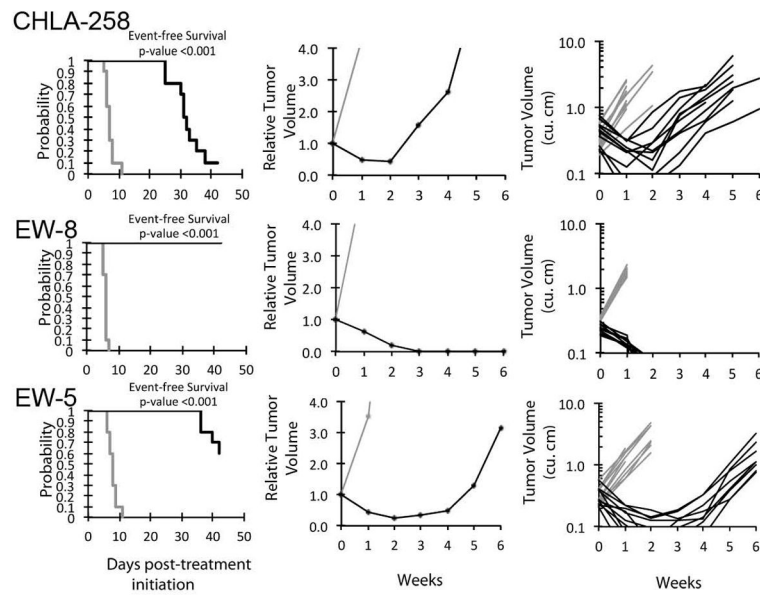 CHLA-258
Event-free Survival
p-value <0.001
Probability
1
0.9
0.8
0.7
0.6
0.5
0.4
0.3
0.2
0.1
0 10 20 30 40 50
Relative Tumor
Volume
4.0
3.0
2.0
1.0
0.0
0 1 2 3 4 5 6
Tumor Volume
(cu. cm)
10.0
1.0
0.1
0 1 2 3 4 5 6
EW-8
Event-free Survival
p-value <0.001
Probability
1
0.9
0.8
0.7
0.6
0.5
0.4
0.3
0.2
0.1
0
0 10 20 30 40 50
Relative Tumor
Volume
4.0
3.0
2.0
1.0
0.0
0 1 2 3 4 5 6
Tumor Volume
(cu. cm)
10.0
1.0
0.1
0 1 2 3 4 5 6
EW-5
Event-free Survival
p-value <0.001
Probability
1
0.9
0.8
0.7
0.6
0.5
0.4
0.3
0.2
0.1
0
0 10 20 30 40 50
Days post-treatment
initiation
Relative Tumor
Volume
4.0
3.0
2.0
1.0
0.0
0 1 2 3 4 5 6
Weeks
Tumor Volume
(cu. cm)
10.0
1.0
0.1
0 1 2 3 4 5 6
Weeks